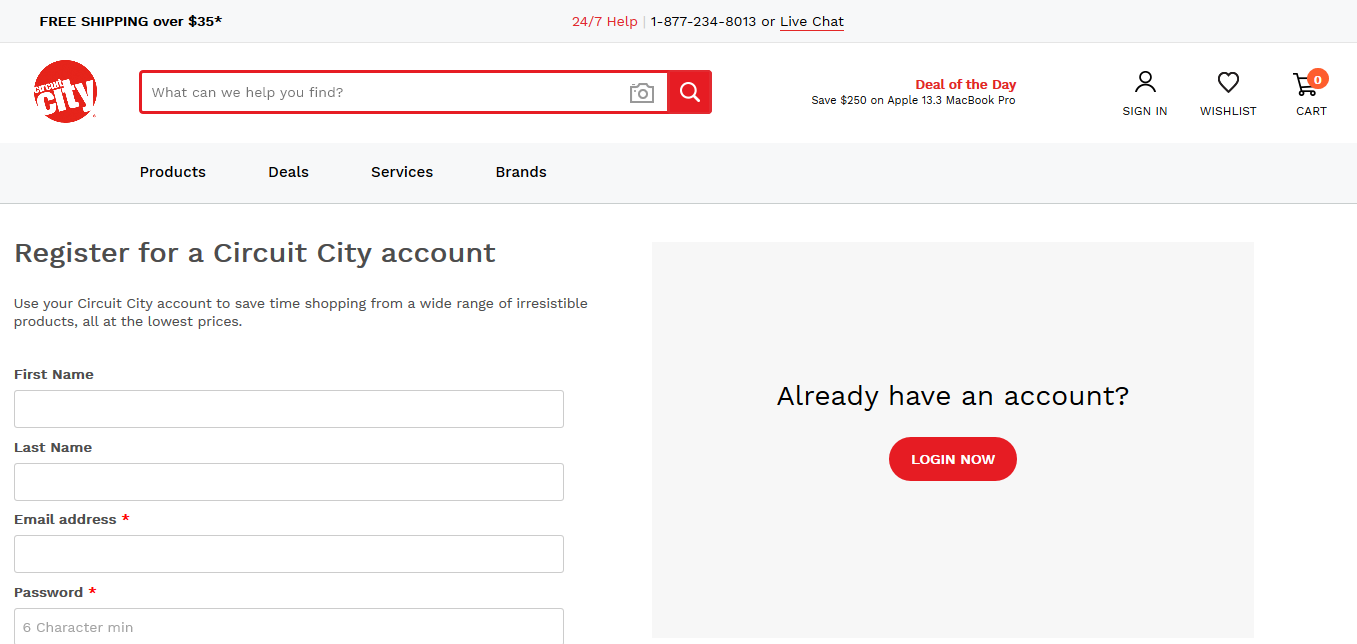 FREE SHIPPING over $35*
24/7 Help | 1-877-234-8013 or Live Chat
circuit city
What can we help you find?
Deal of the Day
Save $250 on Apple 13.3 MacBook Pro
SIGN IN
WISHLIST
0
CART
Products
Deals
Services
Brands
Register for a Circuit City account
Use your Circuit City account to save time shopping from a wide range of irresistible
products, all at the lowest prices.
First Name
Last Name
Email address *
Password *
6 Character min
Already have an account?
LOGIN NOW